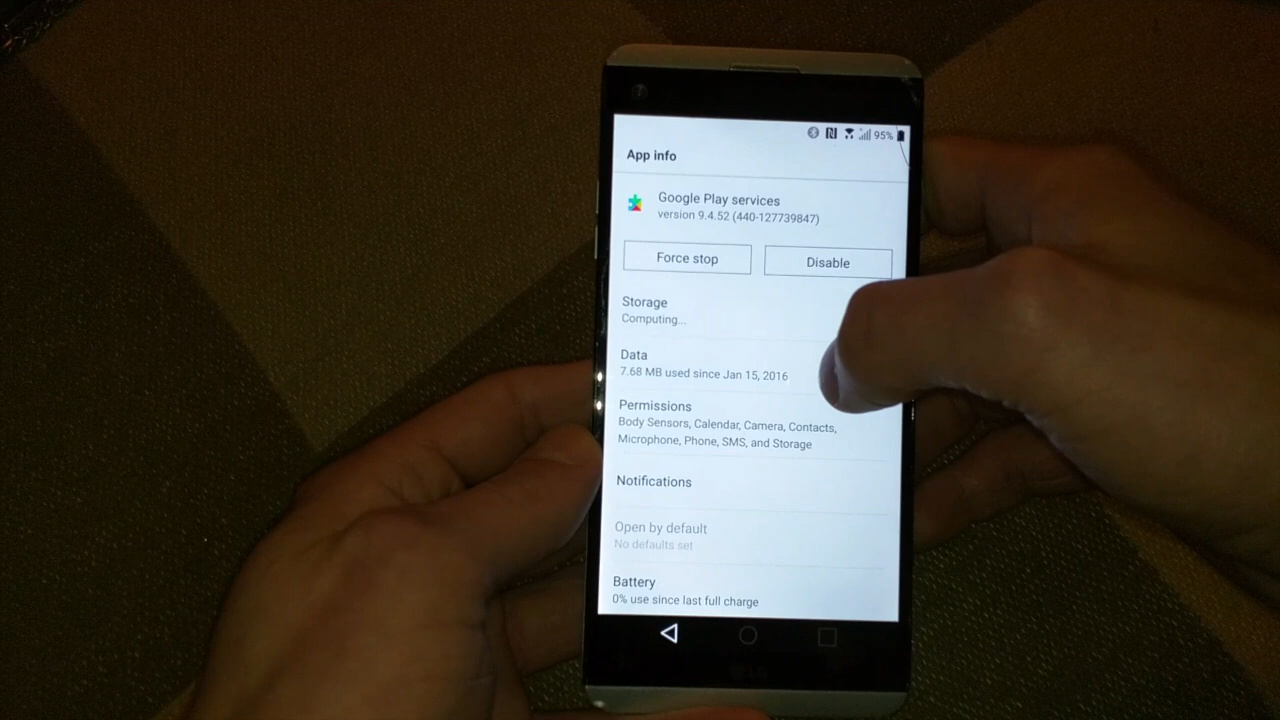 95%
App info
Google Play services
version 9.4.52 (440-127739847)
Force stop
Disable
Storage
Computing...
Data
7.68 MB used since Jan 15, 2016
Permissions
Body Sensors, Calendar, Camera, Contacts,
Microphone, Phone, SMS, and Storage
Notifications
Open by default
No defaults set
Battery
0% use since last full charge
LG